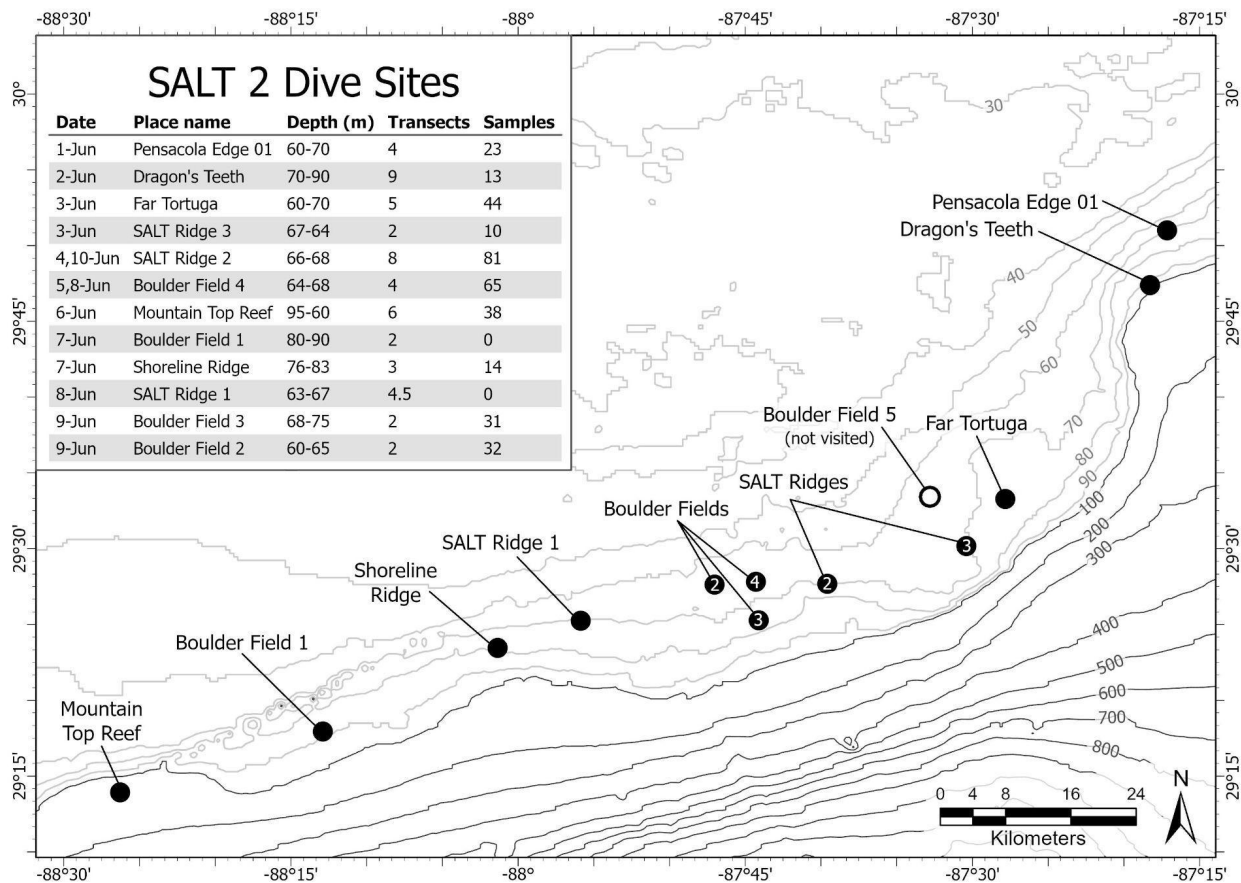 -88°30' -88°15' -88° -87°45' -87°30' -87°15'
SALT 2 Dive Sites
Date Place name Depth (m) Transects Samples
1-Jun Pensacola Edge 01 60-70 4 23
2-Jun Dragon's Teeth 70-90 9 13
3-Jun Far Tortuga 60-70 5 44
3-Jun SALT Ridge 3 67-64 2 10
4,10-Jun SALT Ridge 2 66-68 8 81
5,8-Jun Boulder Field 4 64-68 4 65
6-Jun Mountain Top Reef 95-60 6 38
7-Jun Boulder Field 1 80-90 2 0
7-Jun Shoreline Ridge 76-83 3 14
8-Jun SALT Ridge 1 63-67 4.5 0
9-Jun Boulder Field 3 68-75 2 31
9-Jun Boulder Field 2 60-65 2 32
30°
29°45'
29°30'
29°15'
30°
29°45'
29°30'
29°15'
30
40
50
60
70
80
90
100
200
300
400
500
600
700
800
Pensacola Edge 01
Dragon's Teeth
Boulder Field 5
(not visited)
Far Tortuga
SALT Ridges
3
2
Boulder Fields
2
4
3
SALT Ridge 1
Shoreline
Ridge
Boulder Field 1
Mountain
Top Reef
N
0 4 8 16 24
Kilometers
-88°30' -88°15' -88° -87°45' -87°30' -87°15'